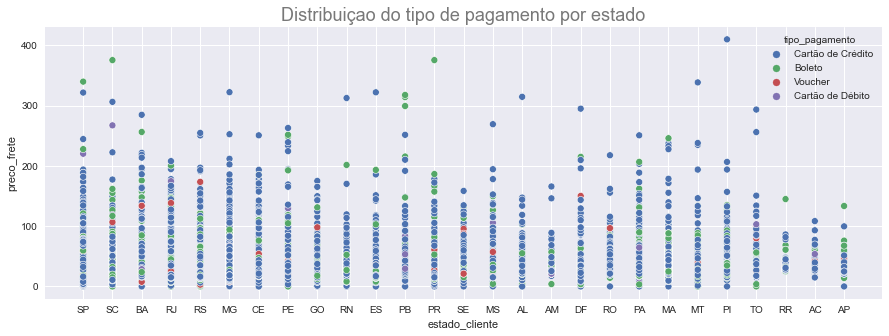 Distribuiçao do tipo de pagamento por estado
tipo_pagamento
Cartão de Crédito
Boleto
Voucher
Cartão de Débito
preco_frete
400
300
200
100
0
SP SC BA RJ RS MG CE PE GO RN ES PB PR SE MS AL AM DF RO PA MA MT PI TO RR AC AP
estado_cliente